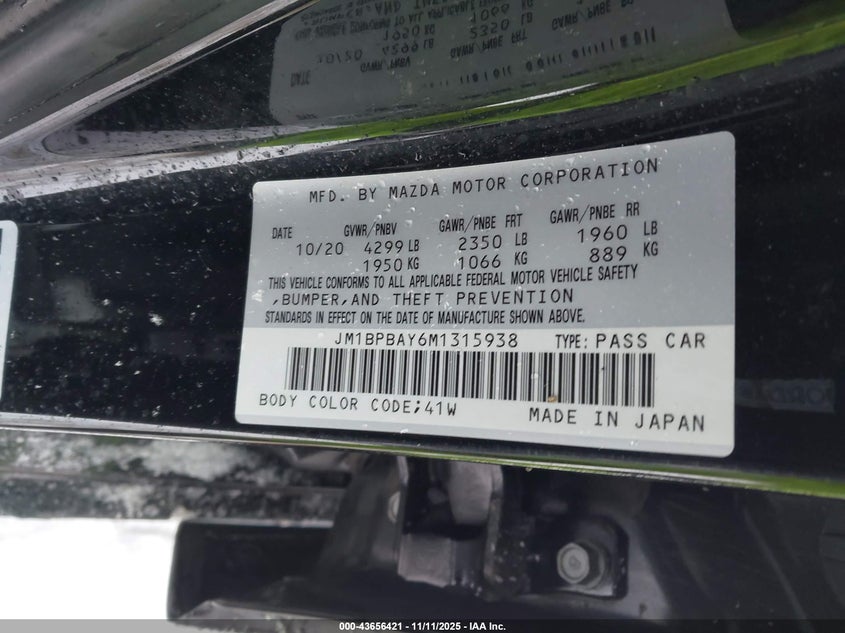 MFD. BY MAZDA MOTOR CORPORATION
DATE GVWR/PNBV GAWR/PNBE FRT GAWR/PNBE RR
10/20 4299 LB 2350 LB 1960 LB
1950 KG 1066 KG 889 KG
THIS VEHICLE CONFORMS TO ALL APPLICABLE FEDERAL MOTOR VEHICLE SAFETY
,BUMPER,AND THEFT PREVENTION
STANDARDS IN EFFECT ON THE DATE OF MANUFACTURE SHOWN ABOVE.
JM1BPBAY6M1315938 TYPE: PASS CAR
BODY COLOR CODE;41W MADE IN JAPAN
000-43656421 - 11/11/2025 - IAA Inc.